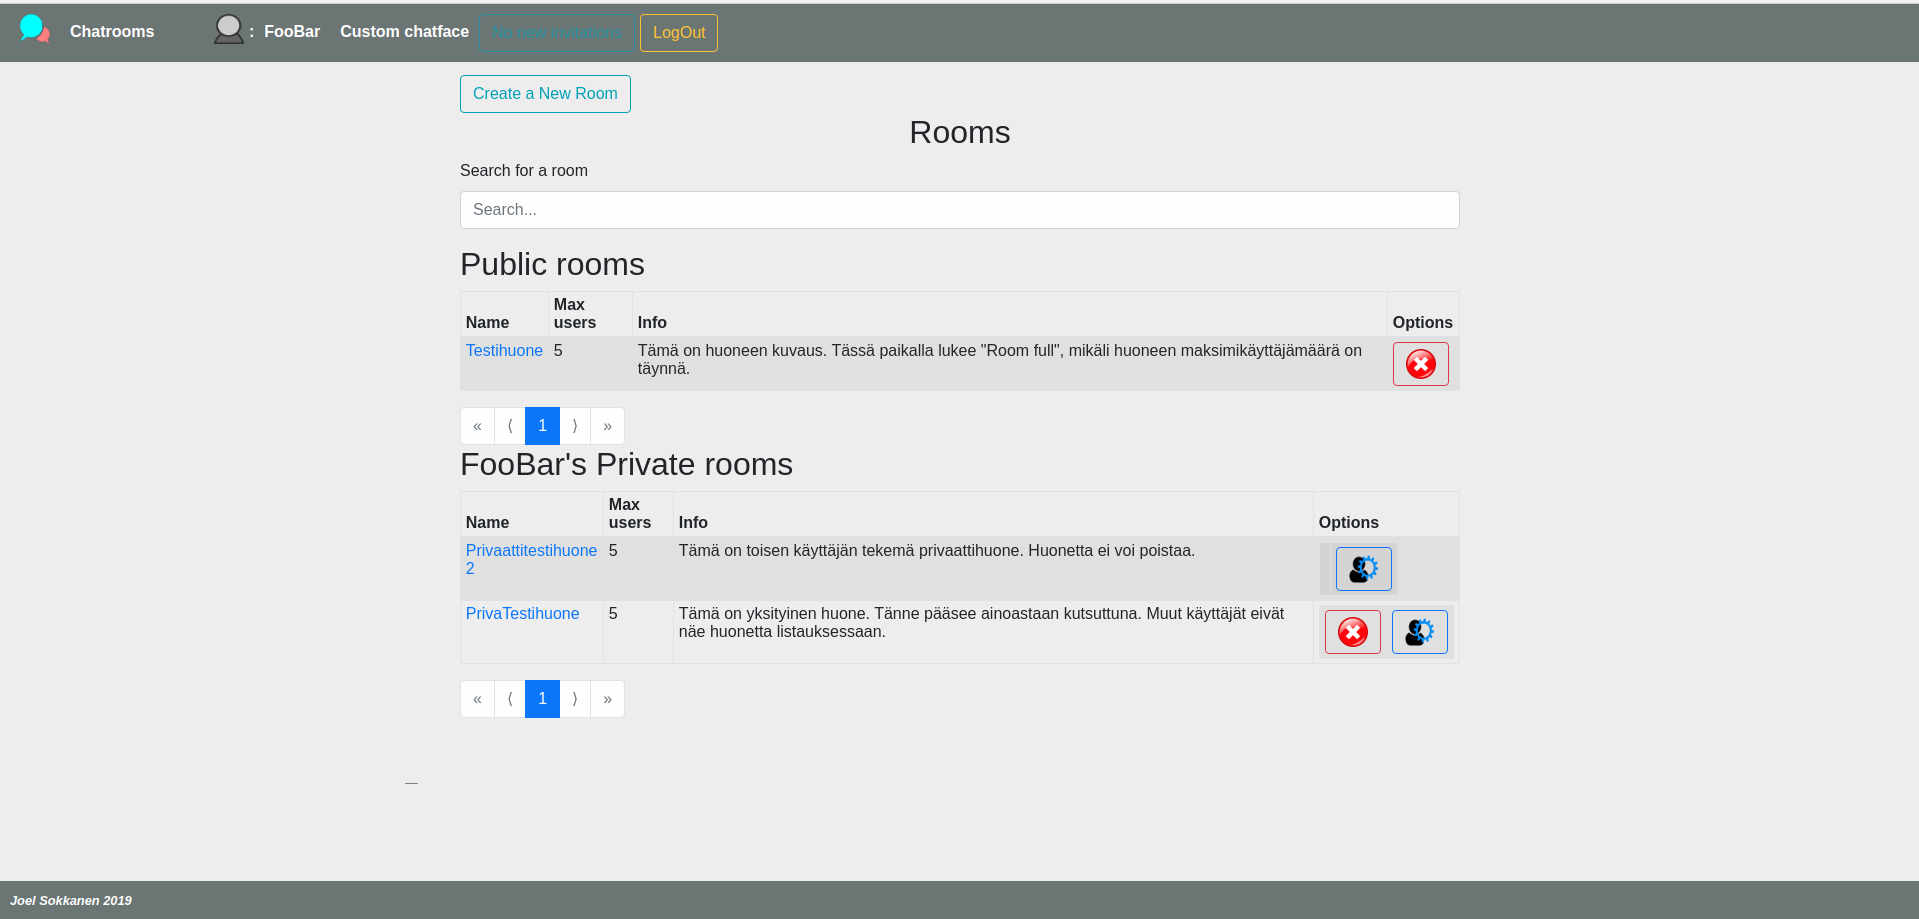 Chatrooms : FooBar Custom chatface LogOut
Create a New Room
Rooms
Search for a room
Search...
Public rooms
Name Max users Info Options
Testihuone 5 Tämä on huoneen kuvaus. Tässä paikalla lukee "Room full", mikäli huoneen maksimikäyttäjämäärä on
täynnä.
« ⟨ 1 ⟩ »
FooBar's Private rooms
Name Max users Info Options
Privaattitestihuone 5 Tämä on toisen käyttäjän tekemä privaattihuone. Huonetta ei voi poistaa.
2
PrivaTestihuone 5 Tämä on yksityinen huone. Tänne pääsee ainoastaan kutsuttuna. Muut käyttäjät eivät
näe huonetta listauksessaan.
« ⟨ 1 ⟩ »
Joel Sokkanen 2019